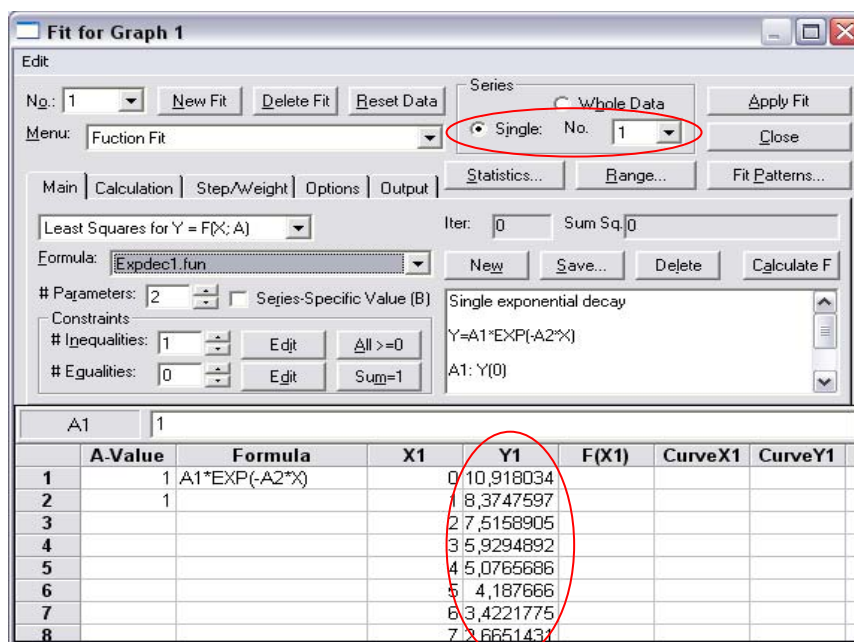 Fit for Graph 1
Edit
No.: 1 New Fit Delete Fit Reset Data Series Whole Data Apply Fit
Menu: Fuction Fit Single: No. 1 Close
Main Calculation Step/Weight Options Output Statistics... Range... Fit Patterns...
Least Squares for Y = F(X; A) Iter: 0 Sum Sq. 0
Formula: Expdec1.fun New Save... Delete Calculate F
# Parameters: 2 Series-Specific Value (B) Single exponential decay
Constraints
# Inequalities: 1 Edit All >=0 Y=A1*EXP(-A2*X)
# Equalities: 0 Edit Sum=1 A1: Y(0)
A1 1
A-Value Formula X1 Y1 F(X1) CurveX1 CurveY1
1 1 A1*EXP(-A2*X) 0 10,918034
2 1 1 8,3747597
3 2 7,5158905
4 3 5,9294892
5 4 5,0765686
6 5 4,187666
7 6 3,4221775
8 7 2,6651431